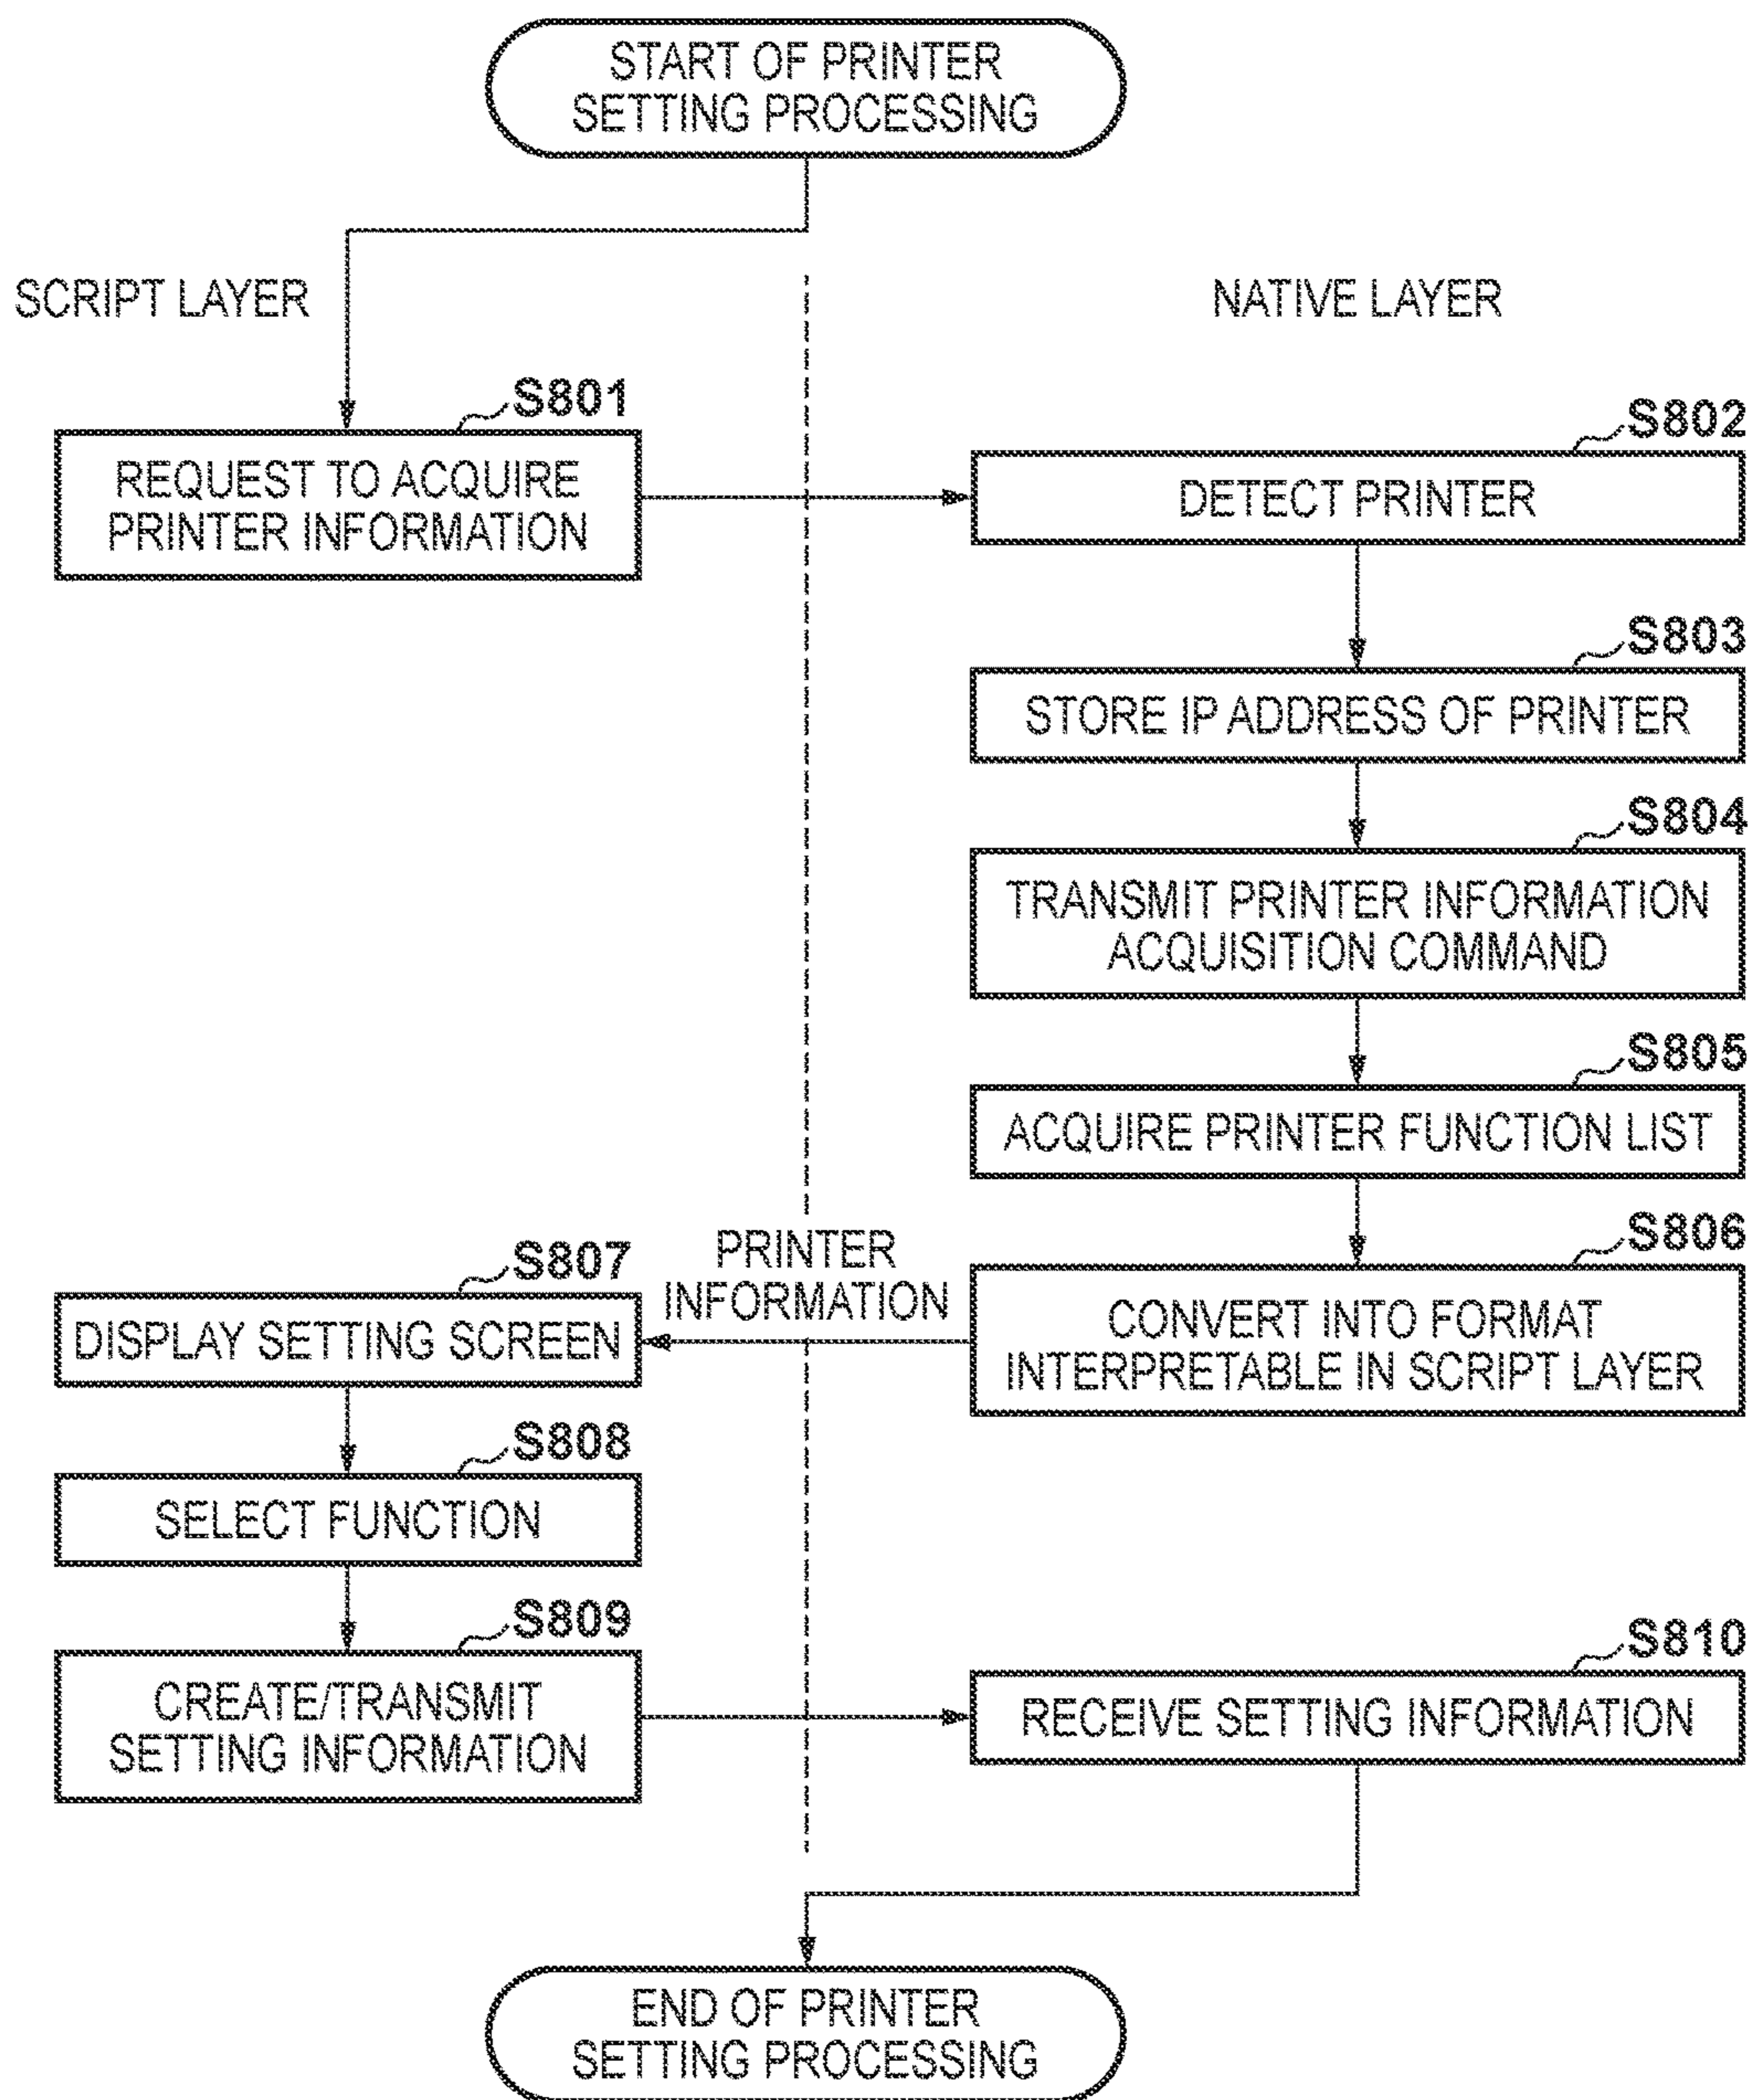 START OF PRINTER
SETTING PROCESSING
SCRIPT LAYER
NATIVE LAYER
S801
REQUEST TO ACQUIRE
PRINTER INFORMATION
S802
DETECT PRINTER
S803
STORE IP ADDRESS OF PRINTER
S804
TRANSMIT PRINTER INFORMATION
ACQUISITION COMMAND
S805
ACQUIRE PRINTER FUNCTION LIST
S806
CONVERT INTO FORMAT
INTERPRETABLE IN SCRIPT LAYER
PRINTER
INFORMATION
S807
DISPLAY SETTING SCREEN
S808
SELECT FUNCTION
S809
CREATE/TRANSMIT
SETTING INFORMATION
S810
RECEIVE SETTING INFORMATION
END OF PRINTER
SETTING PROCESSING